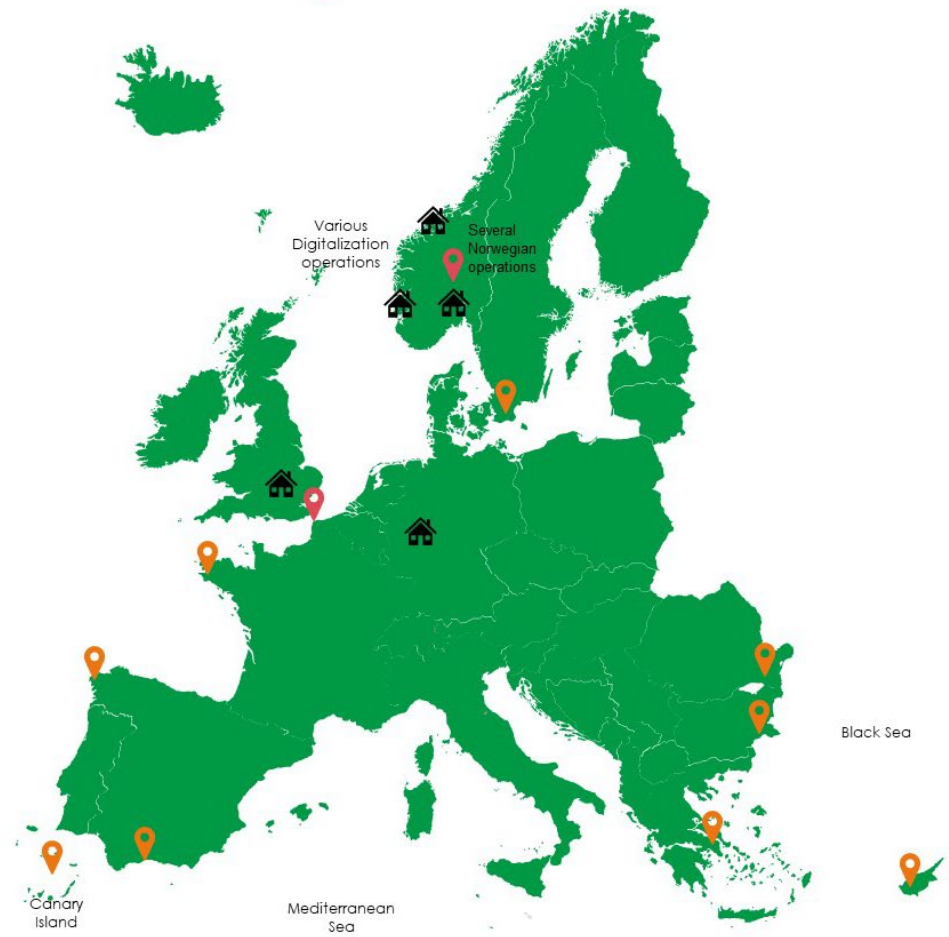 Various
Digitalization
operations
Several
Norwegian
operations
Black Sea
Canary
Island
Mediterranean
Sea